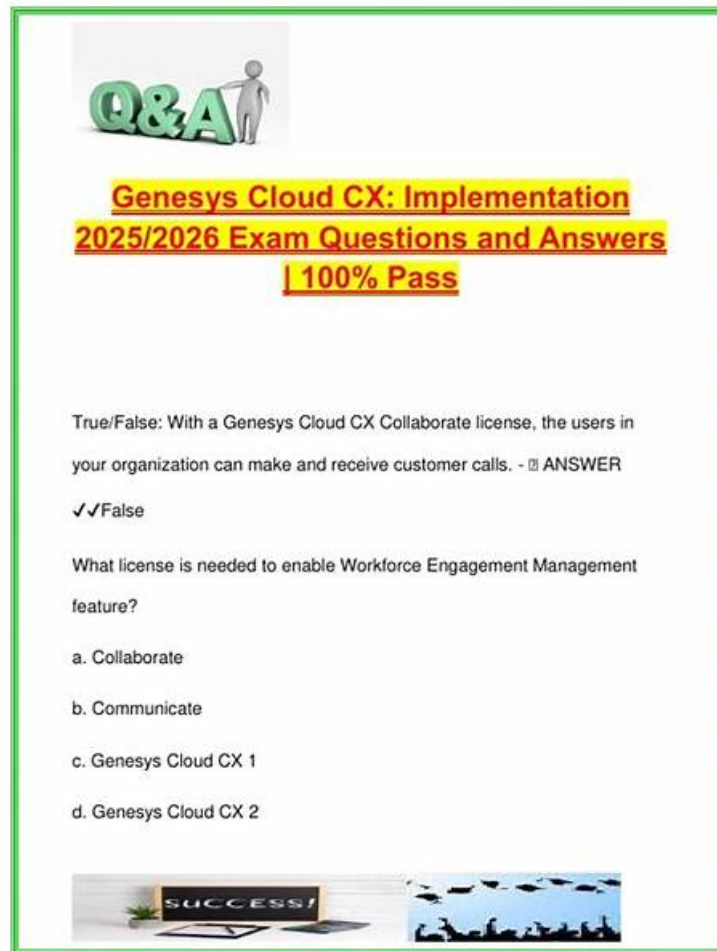 Q&A
Genesys Cloud CX: Implementation
2025/2026 Exam Questions and Answers
| 100% Pass
True/False: With a Genesys Cloud CX Collaborate license, the users in
your organization can make and receive customer calls. - ⍰ ANSWER
✓✓False
What license is needed to enable Workforce Engagement Management
feature?
a. Collaborate
b. Communicate
c. Genesys Cloud CX 1
d. Genesys Cloud CX 2
SUCCESS!